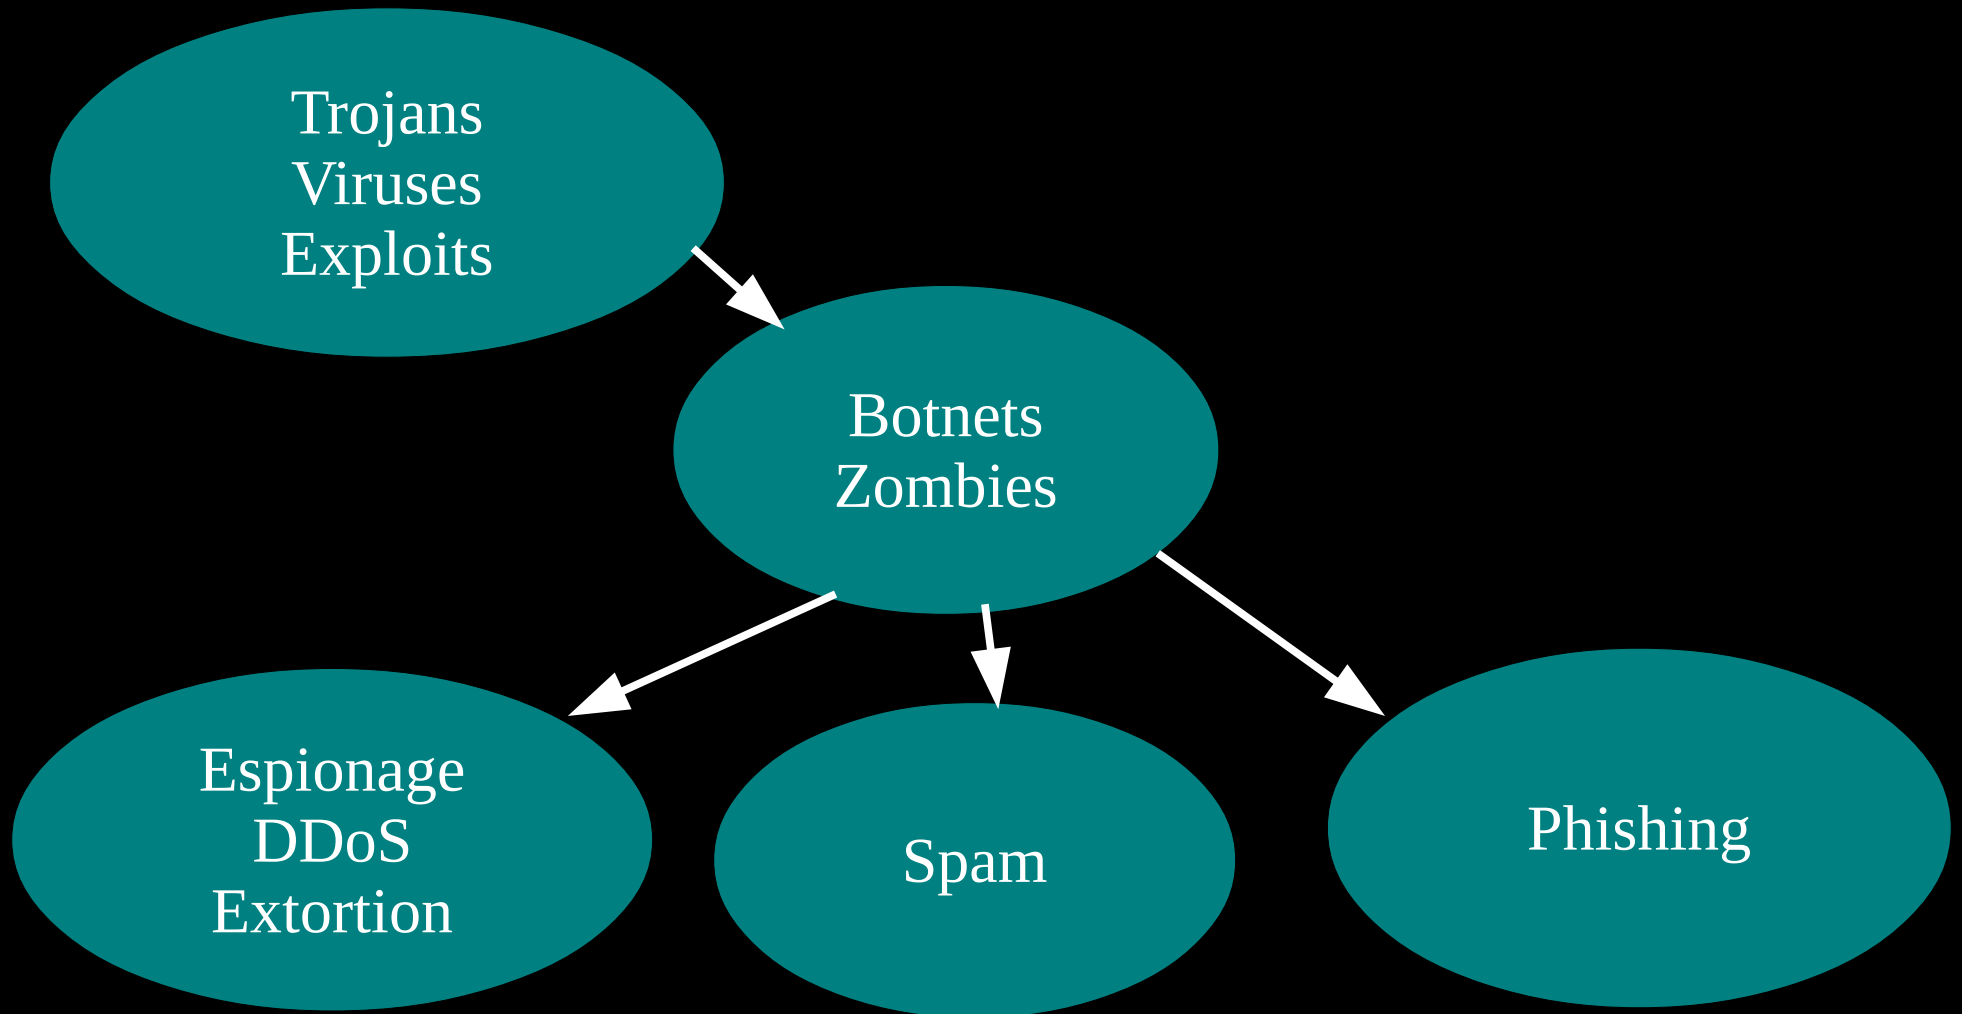 Trojans
Viruses
Exploits
Botnets
Zombies
Espionage
DDoS
Extortion
Spam
Phishing